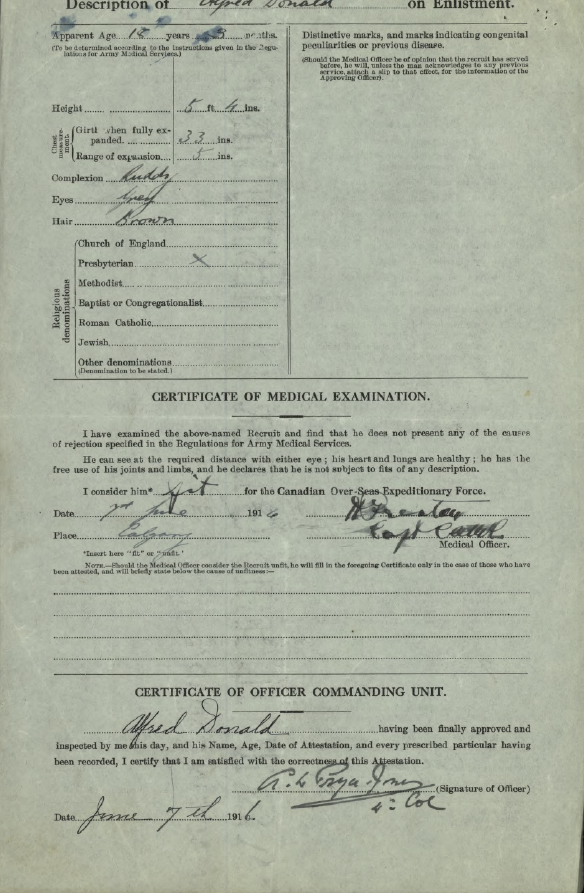 Description of Alfred Donald on Enlistment.
Apparent Age 18 years months.
(To be determined according to the instructions given in the Regu-
lations for Army Medical Services.)
Height 5 ft 4 ins.
Chest measurement
Girth when fully ex-
panded. 33 ins.
Range of expansion 5 ins.
Complexion Ruddy
Eyes Grey
Hair Brown
Religious denominations
Church of England
Presbyterian x
Methodist
Baptist or Congregationalist
Roman Catholic
Jewish
Other denominations
(Denomination to be stated.)
Distinctive marks, and marks indicating congenital
peculiarities or previous disease.
(Should the Medical Officer be of opinion that the recruit has served
before, he will, unless the man acknowledges to any previous
service, attach a slip to that effect, for the information of the
Approving Officer).
CERTIFICATE OF MEDICAL EXAMINATION.
I have examined the above-named Recruit and find that he does not present any of the causes
of rejection specified in the Regulations for Army Medical Services.
He can see at the required distance with either eye; his heart and lungs are healthy; he has the
free use of his joints and limbs, and he declares that he is not subject to fits of any description.
I consider him* fit for the Canadian Over-Seas Expeditionary Force.
Date June 1916
Place Calgary Capt
Medical Officer.
*Insert here "fit" or "unfit."
NOTE.—Should the Medical Officer consider the Recruit unfit, he will fill in the foregoing Certificate only in the case of those who have
been attested, and will briefly state below the cause of unfitness:—
CERTIFICATE OF OFFICER COMMANDING UNIT.
Alfred Donald having been finally approved and
inspected by me this day, and his Name, Age, Date of Attestation, and every prescribed particular having
been recorded, I certify that I am satisfied with the correctness of this Attestation.
Jones (Signature of Officer)
Col
Date June 7th 1916.